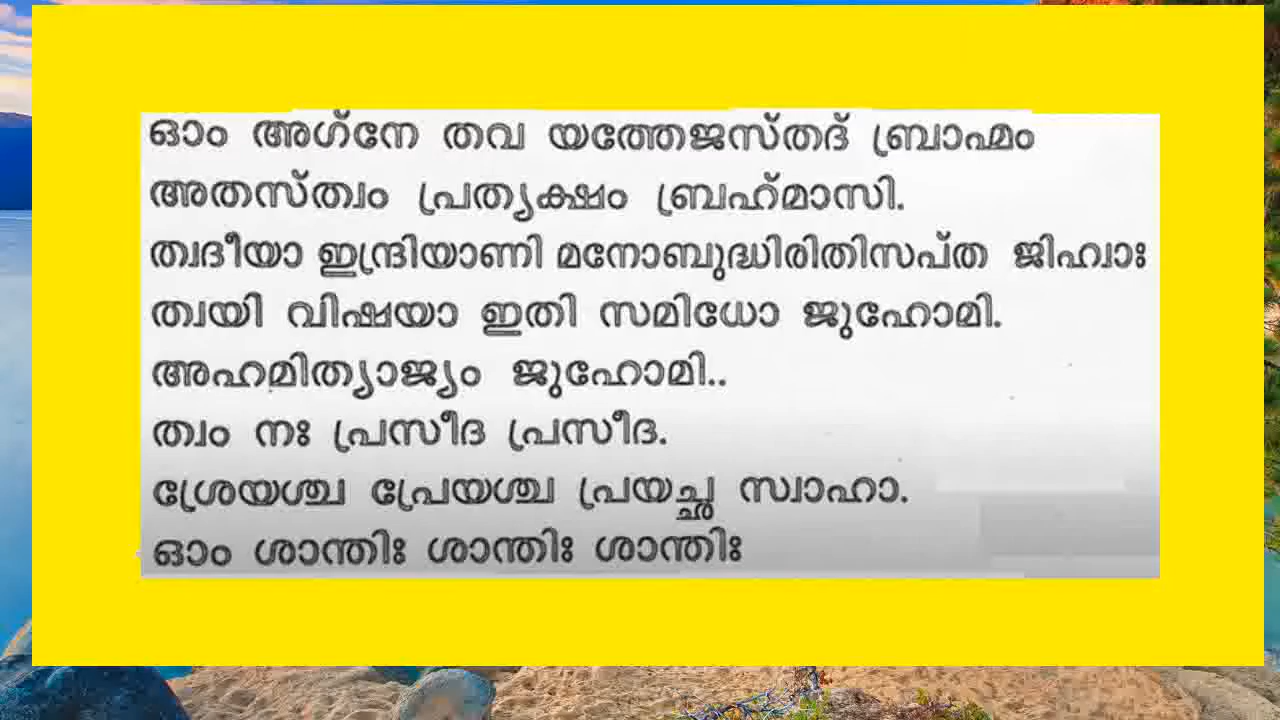 ഓം അഗ്നേ തവ യത്തേജസ്തദ് ബ്രാഹ്മം
അതസ്ത്വം പ്രത്യക്ഷം ബ്രഹ്മാസി.
ത്വദീയാ ഇന്ദ്രിയാണി മനോബുദ്ധിരിതിസപ്ത ജിഹ്വാഃ
ത്വയി വിഷയാ ഇതി സമിധോ ജുഹോമി.
അഹമിത്യാജ്യം ജുഹോമി..
ത്വം നഃ പ്രസീദ പ്രസീദ.
ശ്രേയശ്ച പ്രേയശ്ച പ്രയച്ഛ സ്വാഹാ.
ഓം ശാന്തിഃ ശാന്തിഃ ശാന്തിഃ